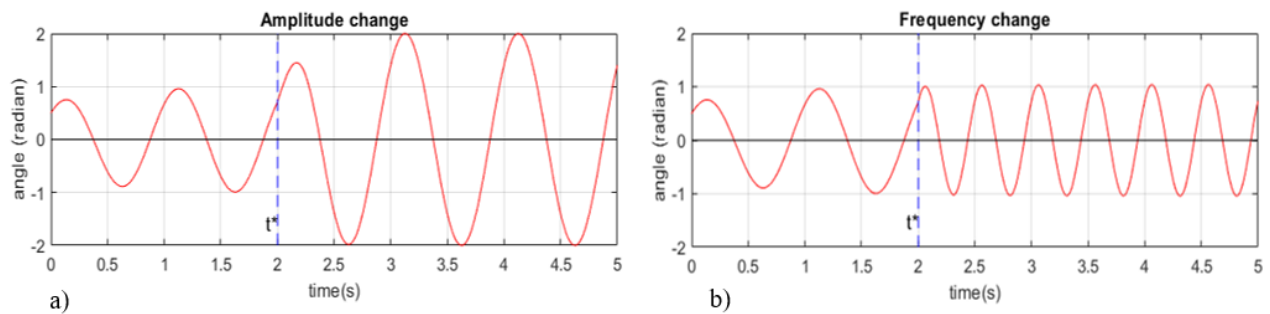 Amplitude change
2
1
0
-1
-2
angle (radian)
t*
0 0.5 1 1.5 2 2.5 3 3.5 4 4.5 5
time(s)
a)
Frequency change
2
1
0
-1
-2
angle (radian)
t*
0 0.5 1 1.5 2 2.5 3 3.5 4 4.5 5
time(s)
b)